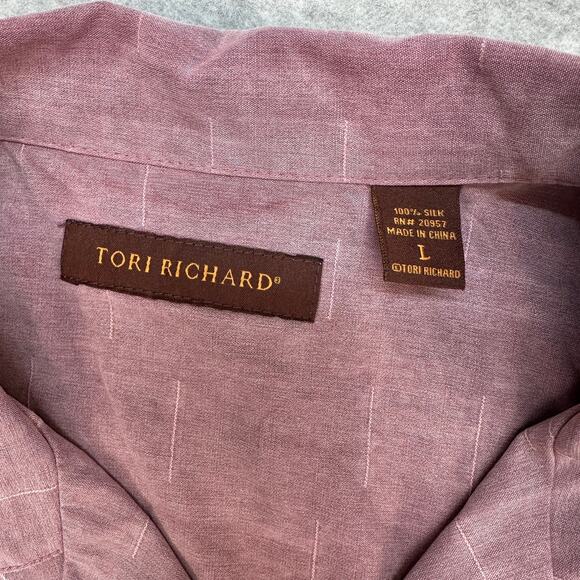 TORI RICHARD®
100% SILK
RN# 20957
MADE IN CHINA
L
©TORI RICHARD